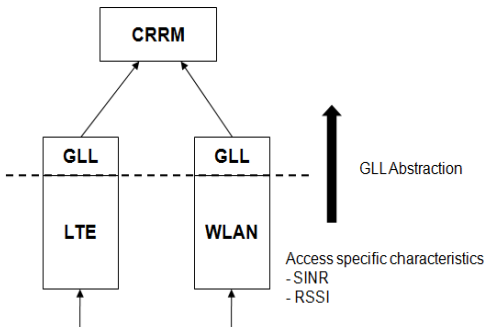 CRRM
GLL
GLL
GLL Abstraction
LTE
WLAN
Access specific characteristics
- SINR
- RSSI